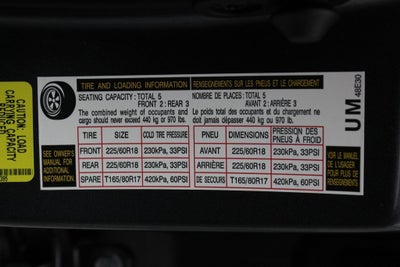 TIRE AND LOADING INFORMATION
RENSEIGNEMENTS SUR LES PNEUS ET LE CHARGEMENT
SEATING CAPACITY: TOTAL 5
FRONT 2 : REAR 3
The combined weight of occupants and
cargo should never exceed 440 kg or 970 lbs.
NOMBRE DE PLACES: TOTAL 5
AVANT 2 : ARRIÈRE 3
Le poids total des occupants et du chargement
ne doit jamais dépasser 440 kg ou 970 lb.
TIRE SIZE COLD TIRE PRESSURE PNEU DIMENSIONS PRESSION DES PNEUS À FROID
FRONT 225/60R18 230kPa, 33PSI AVANT 225/60R18 230kPa, 33PSI
REAR 225/60R18 230kPa, 33PSI ARRIÈRE 225/60R18 230kPa, 33PSI
SPARE T165/80R17 420kPa, 60PSI DE SECOURS T165/80R17 420kPa, 60PSI
SEE OWNER'S
MANUAL FOR
ADDITIONAL
INFORMATION
VOIR LE MANUEL
DE L'USAGER
POUR PLUS DE
RENSEIGNEMENTS
UM
48E30
CAUTION: LOAD
CARRYING CAPACITY
REDUCED